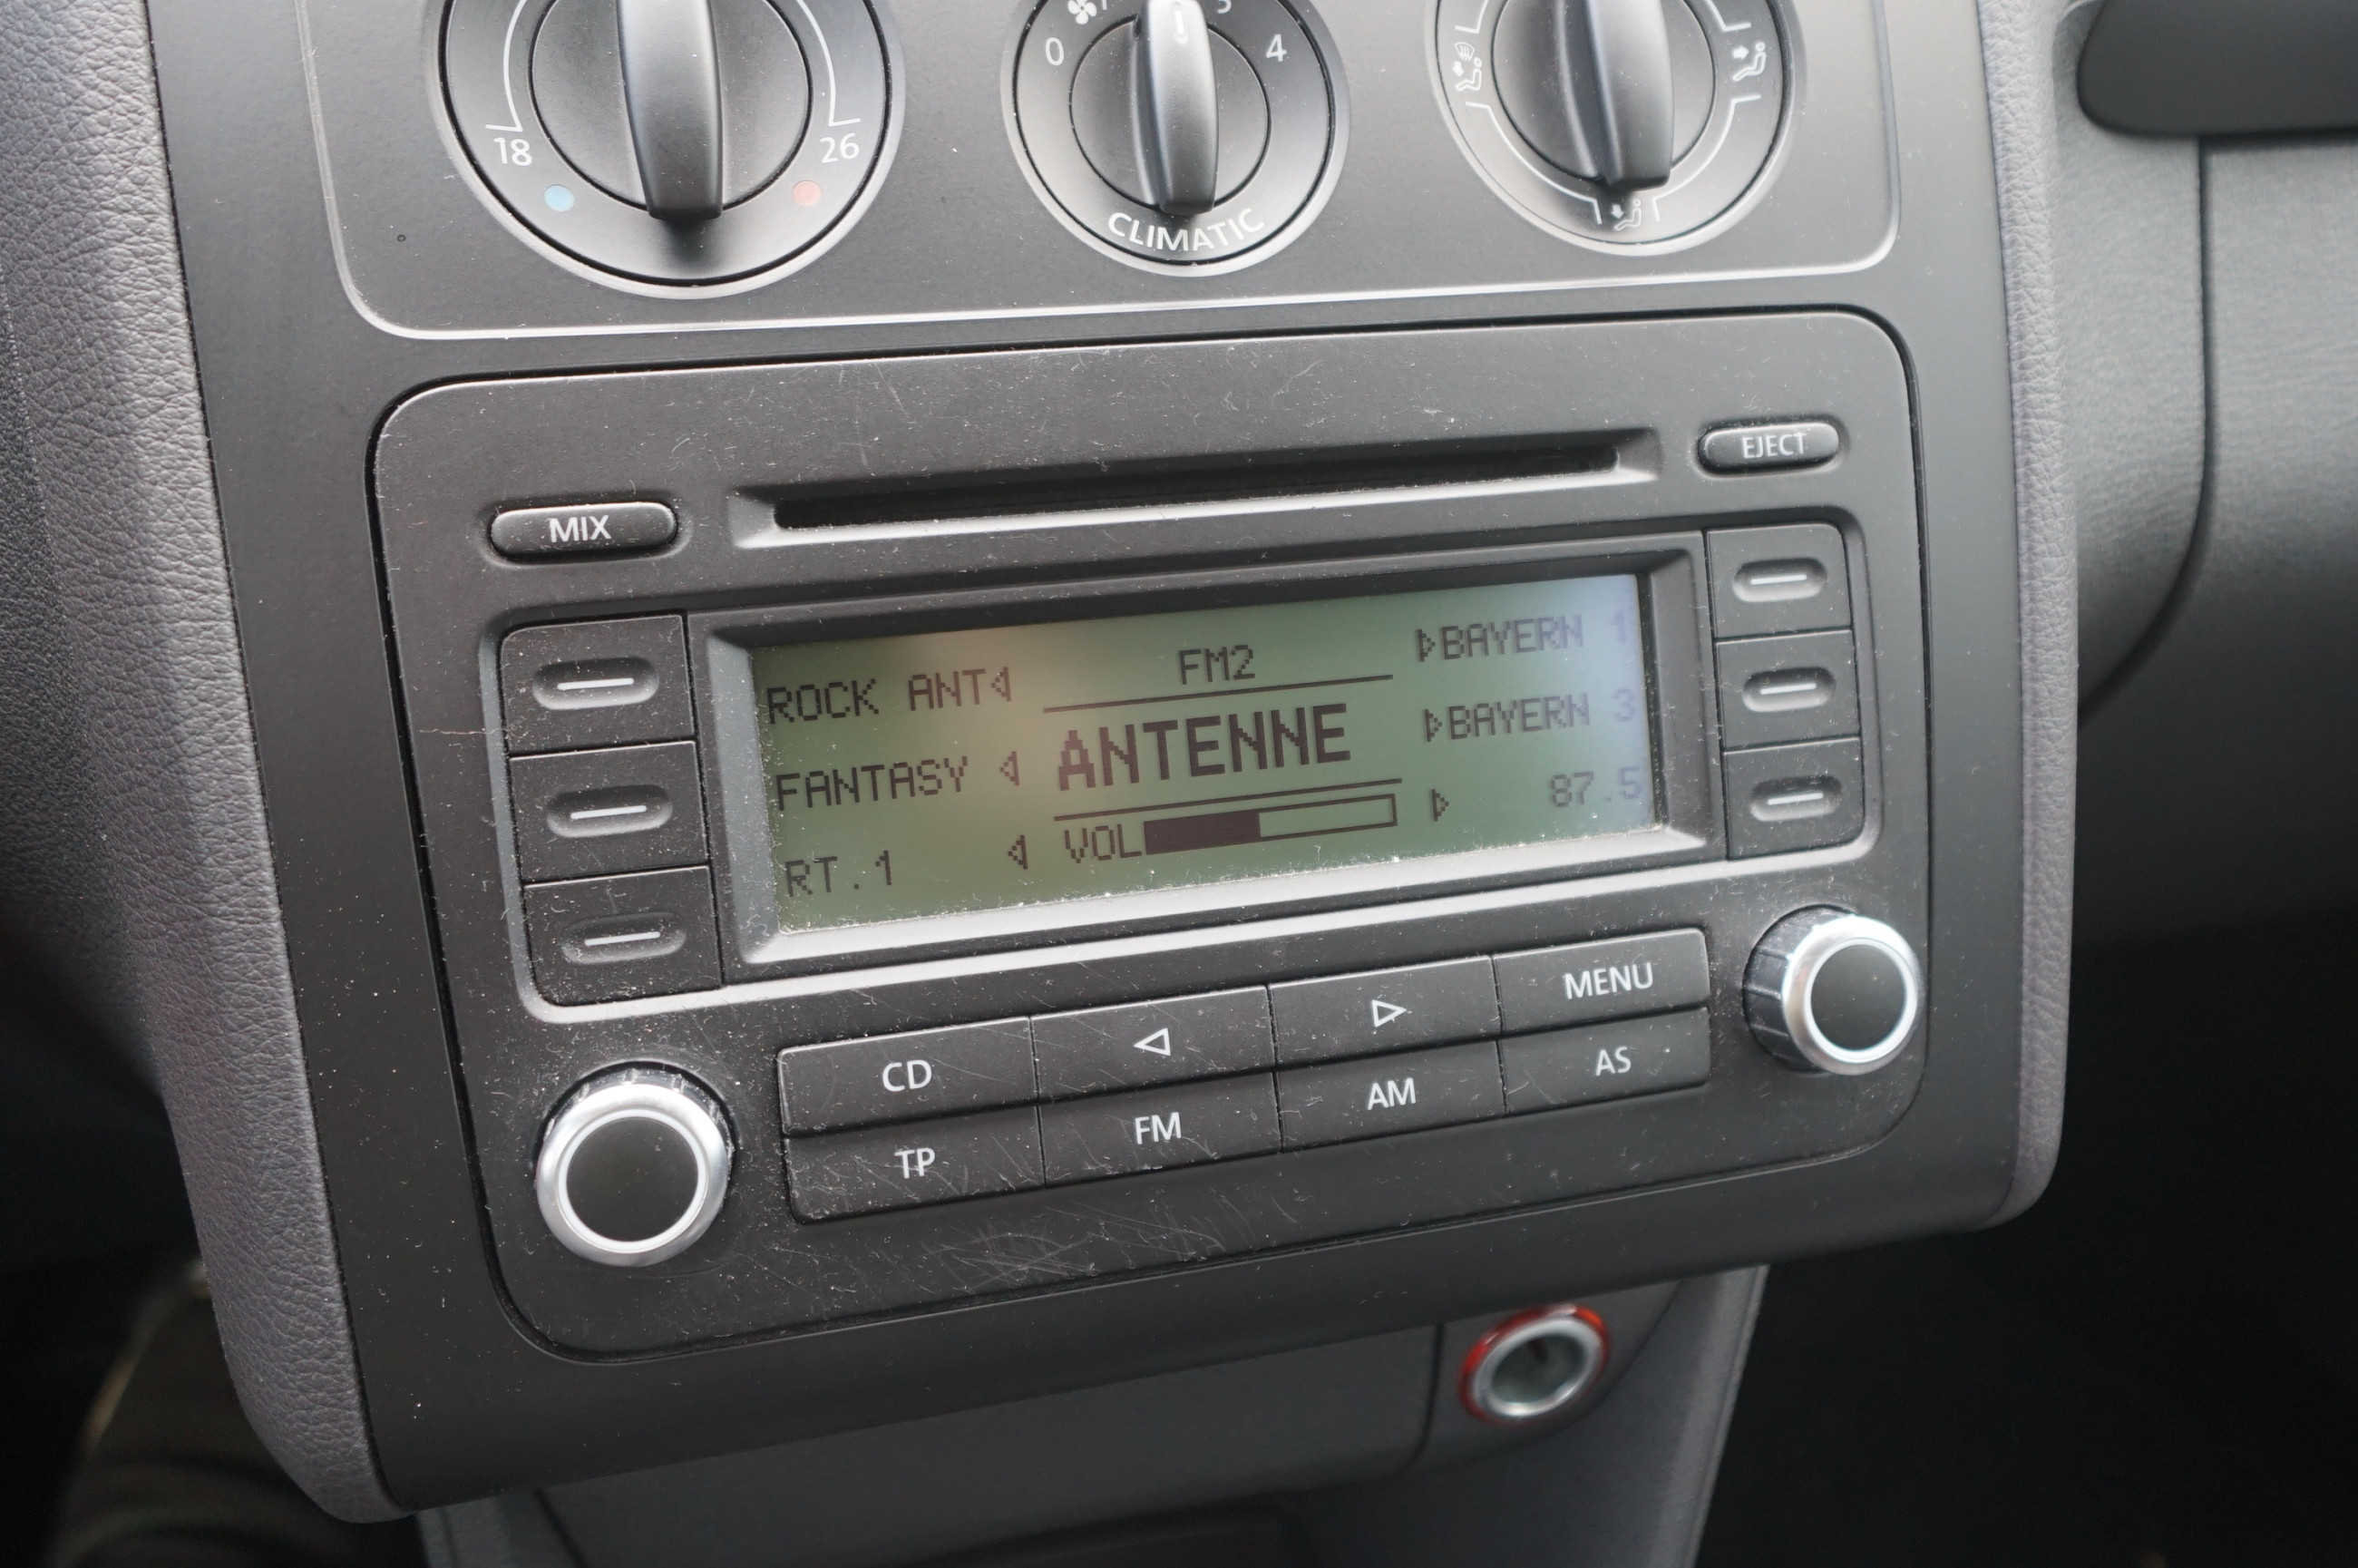 18
26
0
4
CLIMATIC
EJECT
MIX
ROCK ANT
FM2
BAYERN 1
FANTASY
ANTENNE
BAYERN 3
RT.1
VOL
87.5
CD
MENU
TP
FM
AM
AS